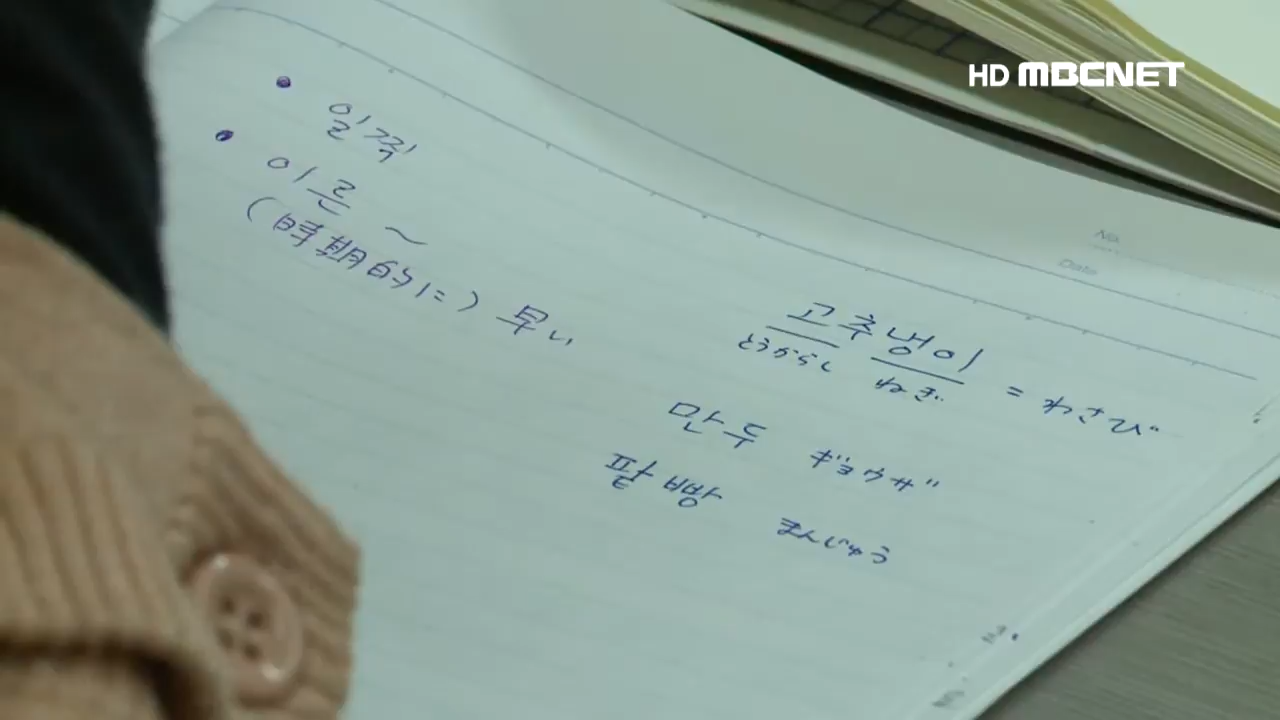 HD MBCNET
No.
Date
• 일찍
• 이른 ~
(時期的に) 早い
고추냉이 = わさび
とうがらし ねぎ
만두 ギョウザ
팥빵 まんじゅう